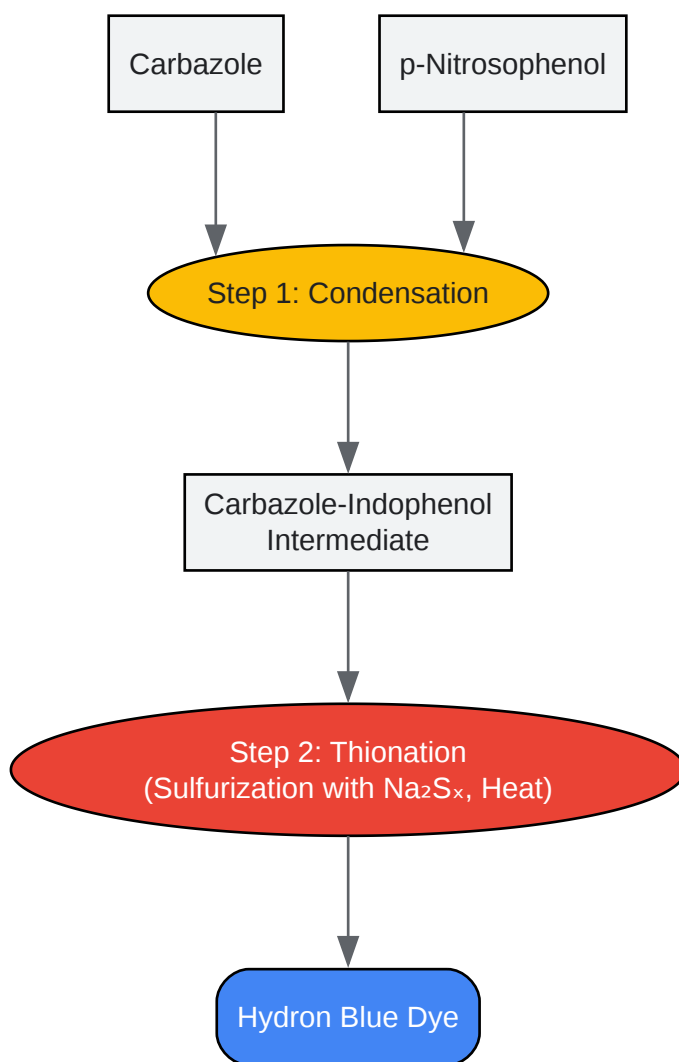 Carbazole
p-Nitrosophenol
Step 1: Condensation
Carbazole-Indophenol
Intermediate
Step 2: Thionation
(Sulfurization with Na₂Sₓ, Heat)
Hydron Blue Dye